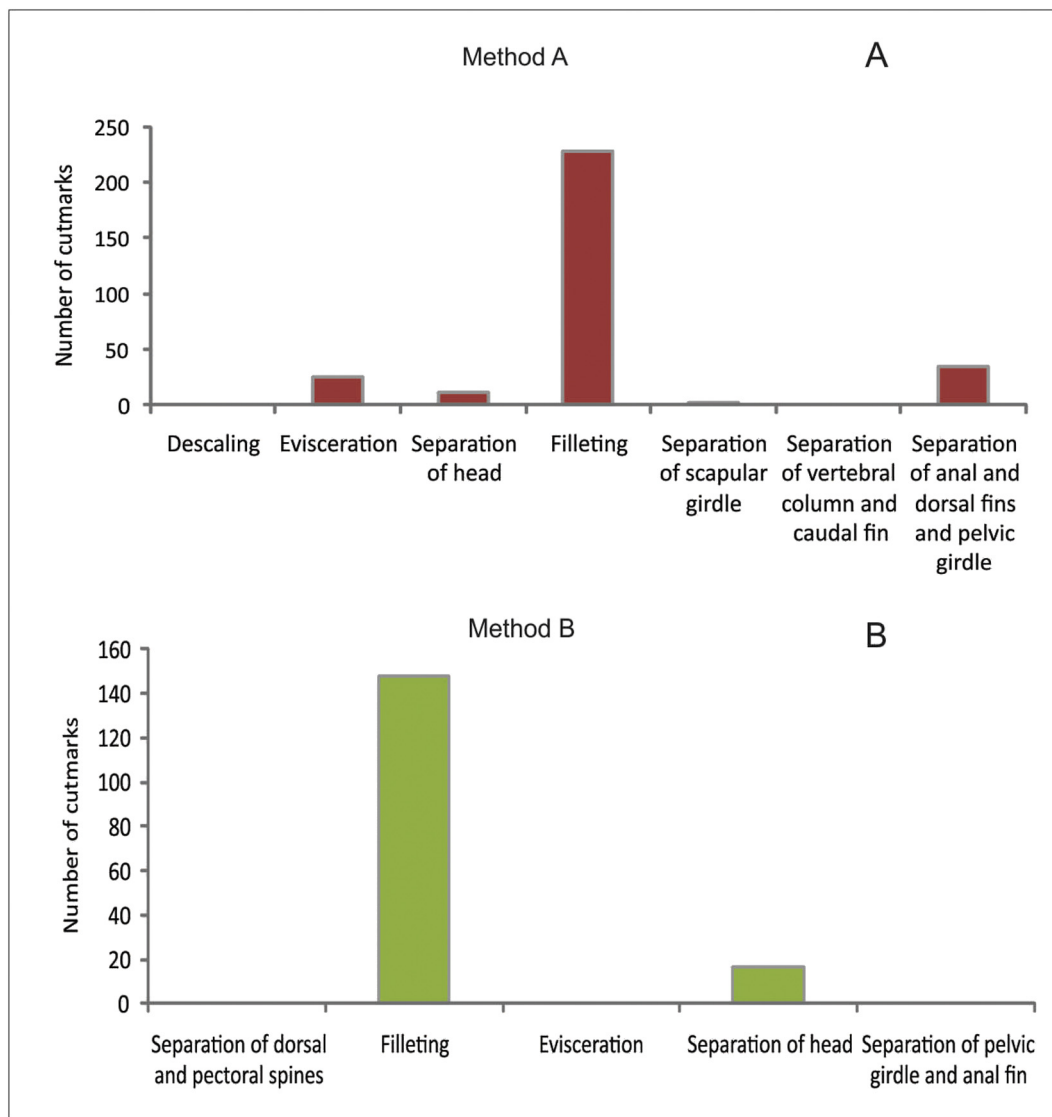 Method A
A
Number of cutmarks
250
200
150
100
50
0
Descaling
Evisceration
Separation
of head
Filleting
Separation
of scapular
girdle
Separation
of vertebral
column and
caudal fin
Separation
of anal and
dorsal fins
and pelvic
girdle
Method B
B
Number of cutmarks
160
140
120
100
80
60
40
20
0
Separation of dorsal
and pectoral spines
Filleting
Evisceration
Separation of head
Separation of pelvic
girdle and anal fin